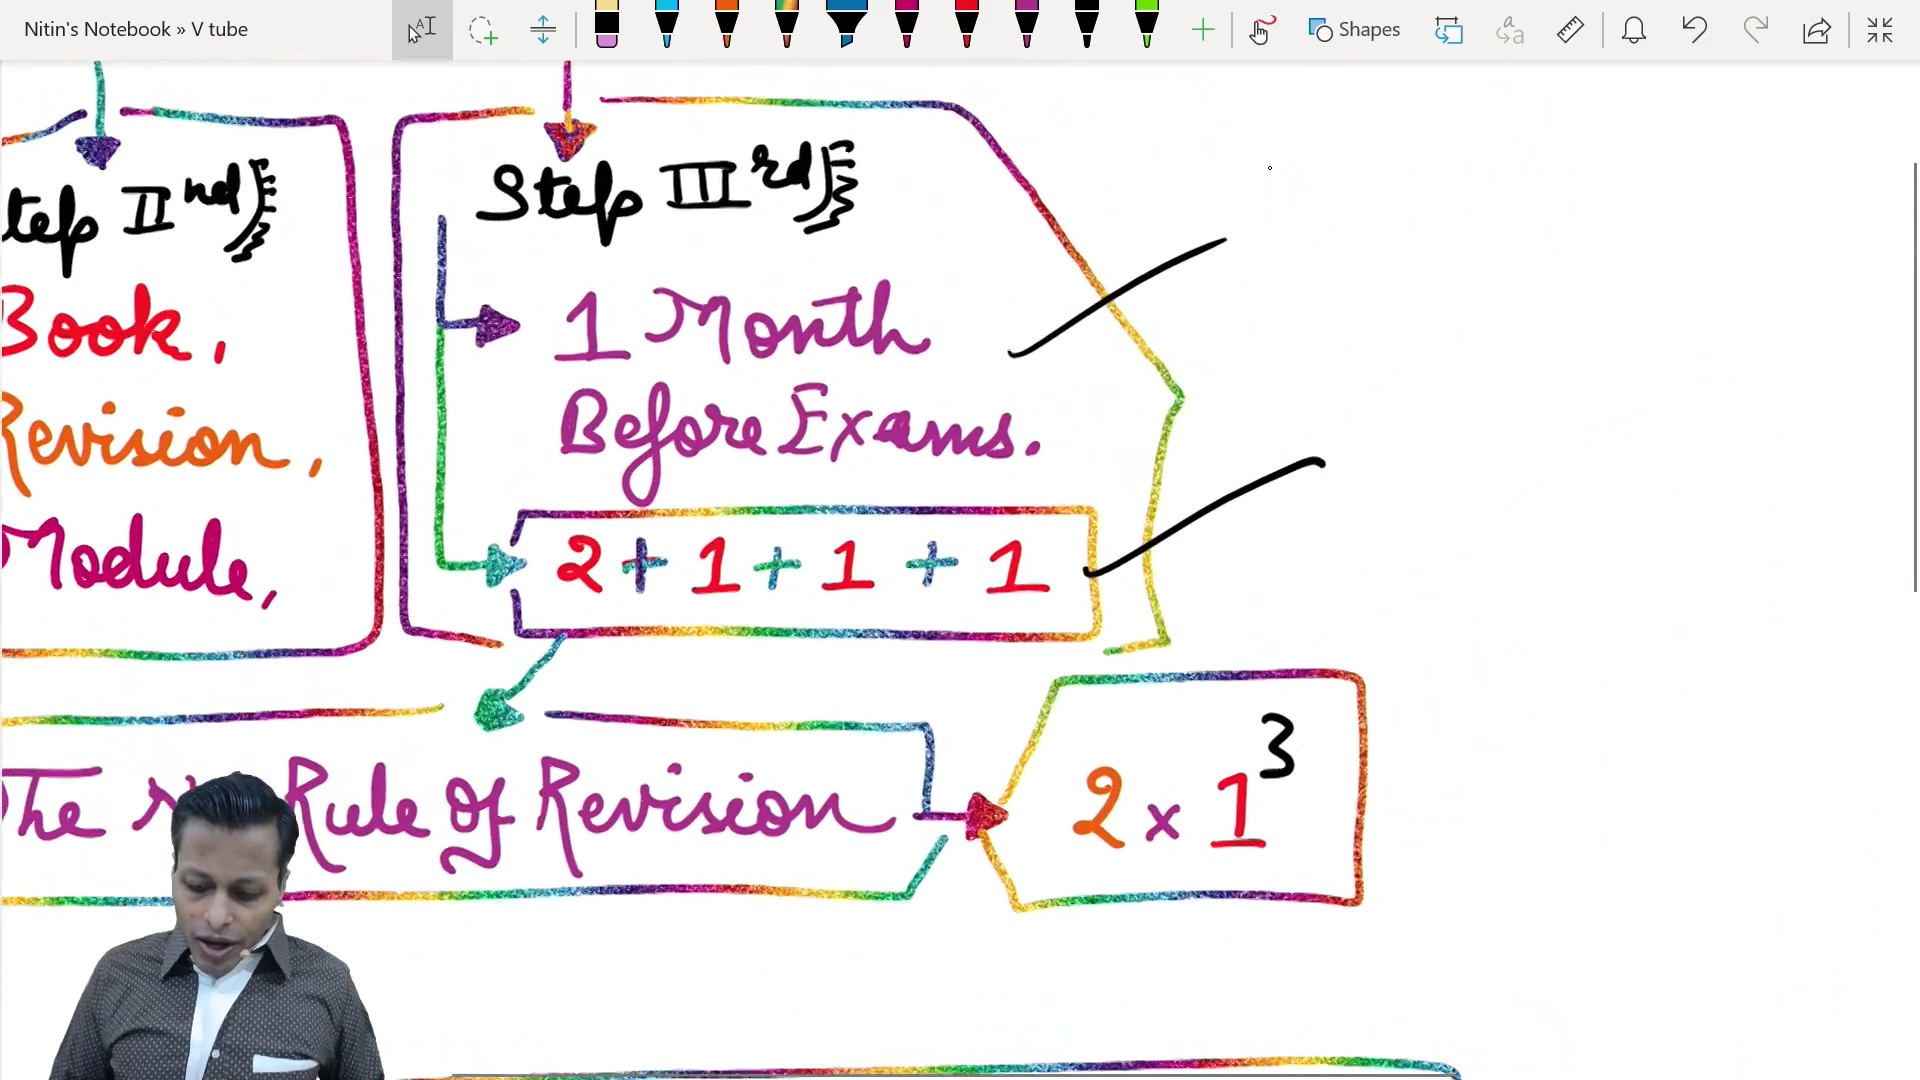 Nitin's Notebook » V tube
Shapes
Step IInd
Book,
Revision,
Module,
Step IIIrd
1 Month
Before Exams.
2 + 1 + 1 + 1
The Rule of Revision
2 x 1³